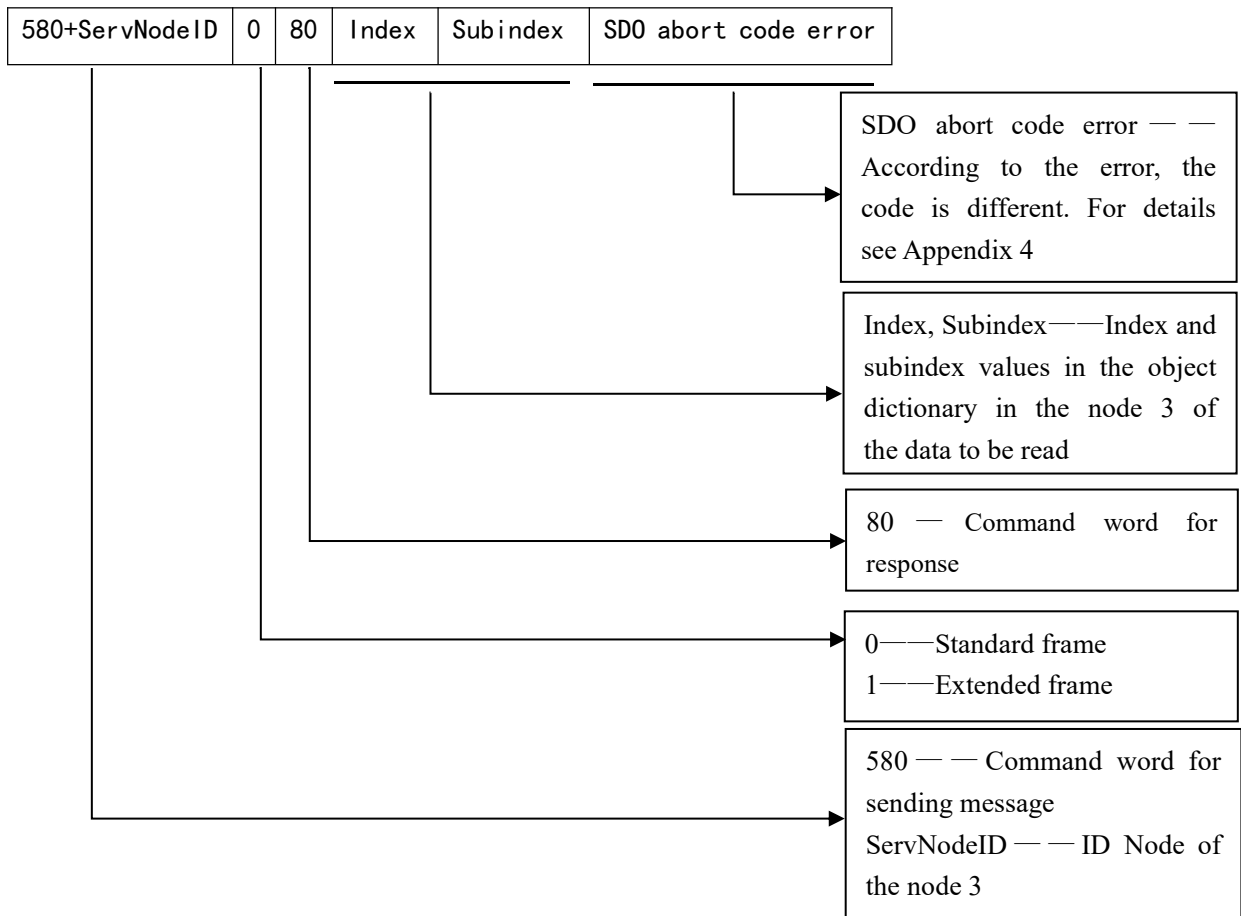 580+ServNodeID 0 80 Index Subindex SDO abort code error
SDO abort code error — —
According to the error, the
code is different. For details
see Appendix 4
Index, Subindex——Index and
subindex values in the object
dictionary in the node 3 of
the data to be read
80 — Command word for
response
0——Standard frame
1——Extended frame
580 — — Command word for
sending message
ServNodeID — — ID Node of
the node 3